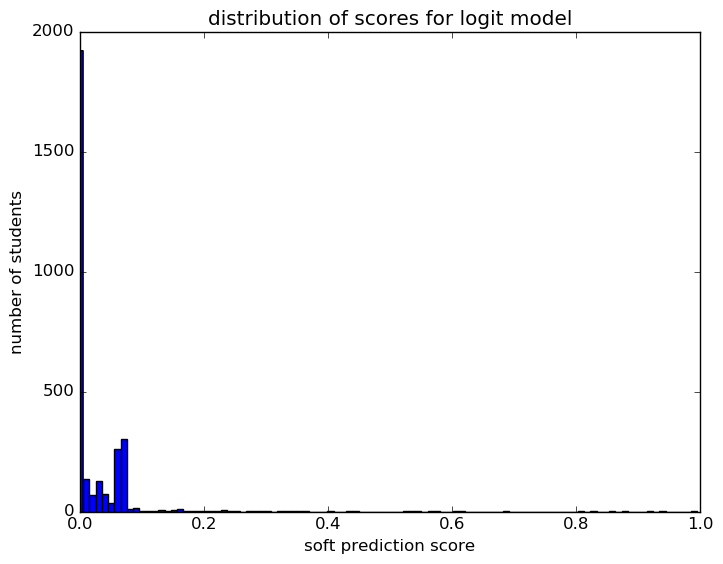 distribution of scores for logit model
2000
1500
1000
500
0
number of students
0.0 0.2 0.4 0.6 0.8 1.0
soft prediction score